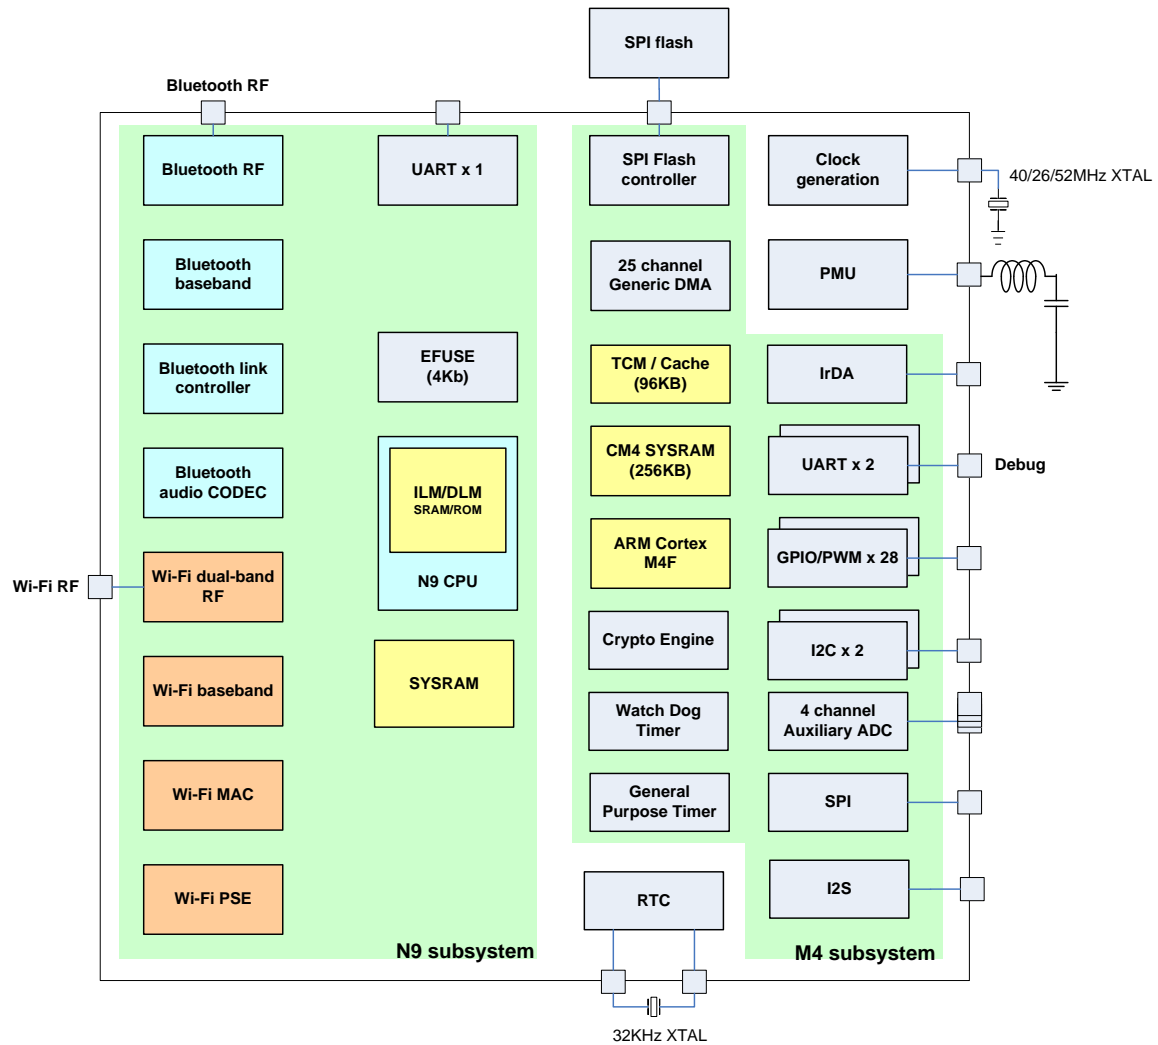 SPI flash
Bluetooth RF
Bluetooth RF
UART x 1
SPI Flash
controller
Clock
generation
40/26/52MHz XTAL
Bluetooth
baseband
25 channel
Generic DMA
PMU
Bluetooth link
controller
EFUSE
(4Kb)
TCM / Cache
(96KB)
IrDA
Bluetooth
audio CODEC
ILM/DLM
SRAM/ROM
N9 CPU
CM4 SYSRAM
(256KB)
UART x 2
Debug
Wi-Fi RF
Wi-Fi dual-band
RF
ARM Cortex
M4F
GPIO/PWM x 28
Crypto Engine
I2C x 2
Wi-Fi baseband
SYSRAM
Watch Dog
Timer
4 channel
Auxiliary ADC
Wi-Fi MAC
General
Purpose Timer
SPI
Wi-Fi PSE
RTC
I2S
N9 subsystem
M4 subsystem
32KHz XTAL